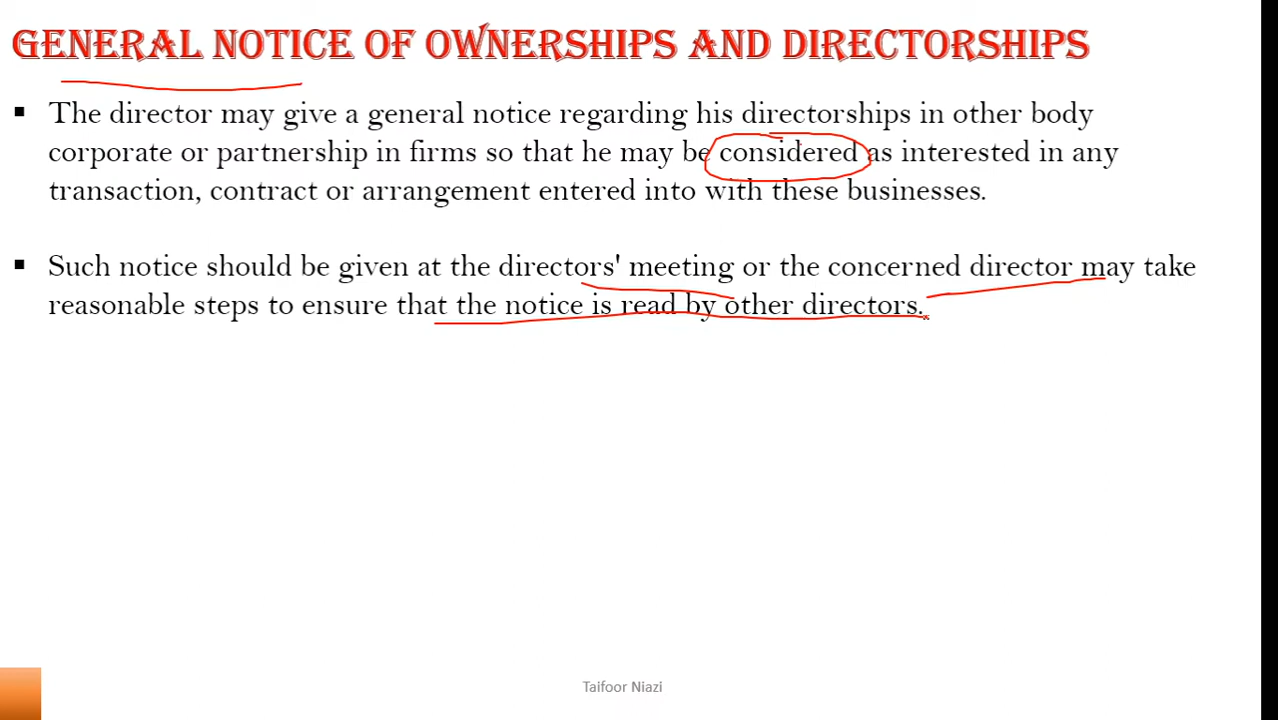 GENERAL NOTICE OF OWNERSHIPS AND DIRECTORSHIPS
▪ The director may give a general notice regarding his directorships in other body
corporate or partnership in firms so that he may be considered as interested in any
transaction, contract or arrangement entered into with these businesses.
▪ Such notice should be given at the directors' meeting or the concerned director may take
reasonable steps to ensure that the notice is read by other directors.
Taifoor Niazi